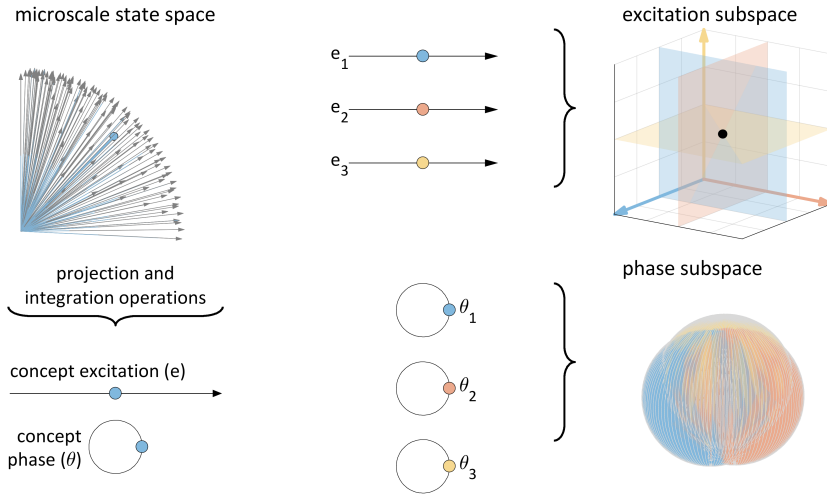 microscale state space
projection and
integration operations
concept excitation (e)
concept
phase (θ)
e1
e2
e3
θ1
θ2
θ3
excitation subspace
phase subspace